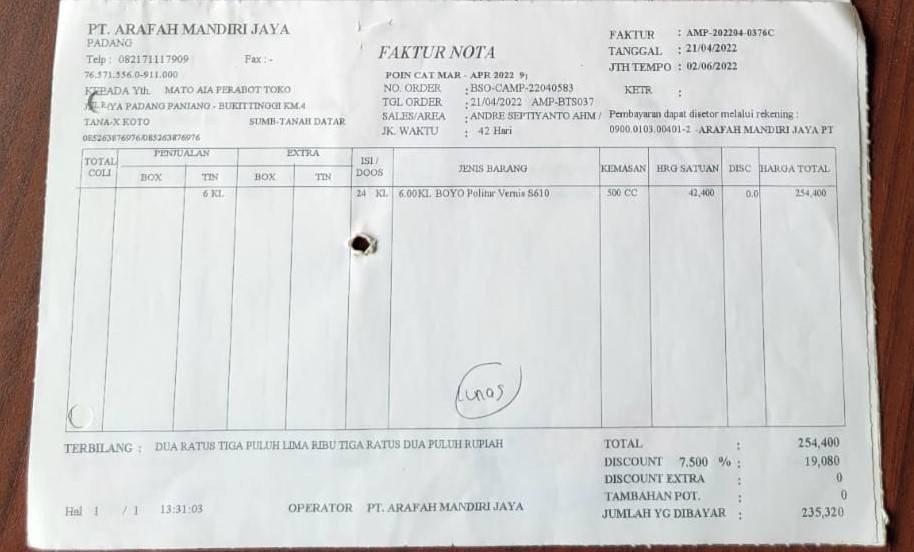 PT. ARAFAH MANDIRI JAYA
PADANG
Telp : 082171117909 Fax : -
76.571.556.0-911.000
KEPADA Yth. MATO AIA PERABOT TOKO
RAYA PADANG PANJANG - BUKITTINGGI KM.4
TANA-X KOTO SUMB-TANAH DATAR
085263876976/085263876976
FAKTUR NOTA
POIN CAT MAR - APR 2022 9;
NO. ORDER : BSO-CAMP-22040583
TGL ORDER : 21/04/2022 AMP-BTS037
SALES/AREA : ANDRE SEPTIYANTO AHM /
JK. WAKTU : 42 Hari
FAKTUR : AMP-202204-0376C
TANGGAL : 21/04/2022
JTH TEMPO : 02/06/2022
KETR :
Pembayaran dapat disetor melalui rekening :
0900.0103.00401-2 -ARAFAH MANDIRI JAYA PT
TOTAL COLI PENJUALAN BOX TIN EXTRA BOX TIN ISI / DOOS JENIS BARANG KEMASAN HRG SATUAN DISC HARGA TOTAL
6 KL 24 KL 6.00KL BOYO Politur Vernis S610 500 CC 42,400 0.0 254,400
Lunas
TERBILANG : DUA RATUS TIGA PULUH LIMA RIBU TIGA RATUS DUA PULUH RUPIAH
TOTAL : 254,400
DISCOUNT 7.500 % : 19,080
DISCOUNT EXTRA : 0
TAMBAHAN POT. : 0
JUMLAH YG DIBAYAR : 235,320
Hal 1 / 1 13:31:03 OPERATOR PT. ARAFAH MANDIRI JAYA